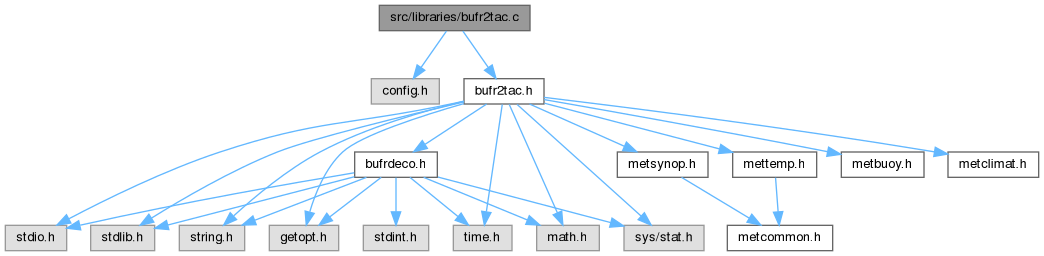 src/libraries/bufr2tac.c
config.h
bufr2tac.h
bufrdeco.h
metsynop.h
mettemp.h
metbuoy.h
metclimat.h
stdio.h
stdlib.h
string.h
getopt.h
stdint.h
time.h
math.h
sys/stat.h
metcommon.h